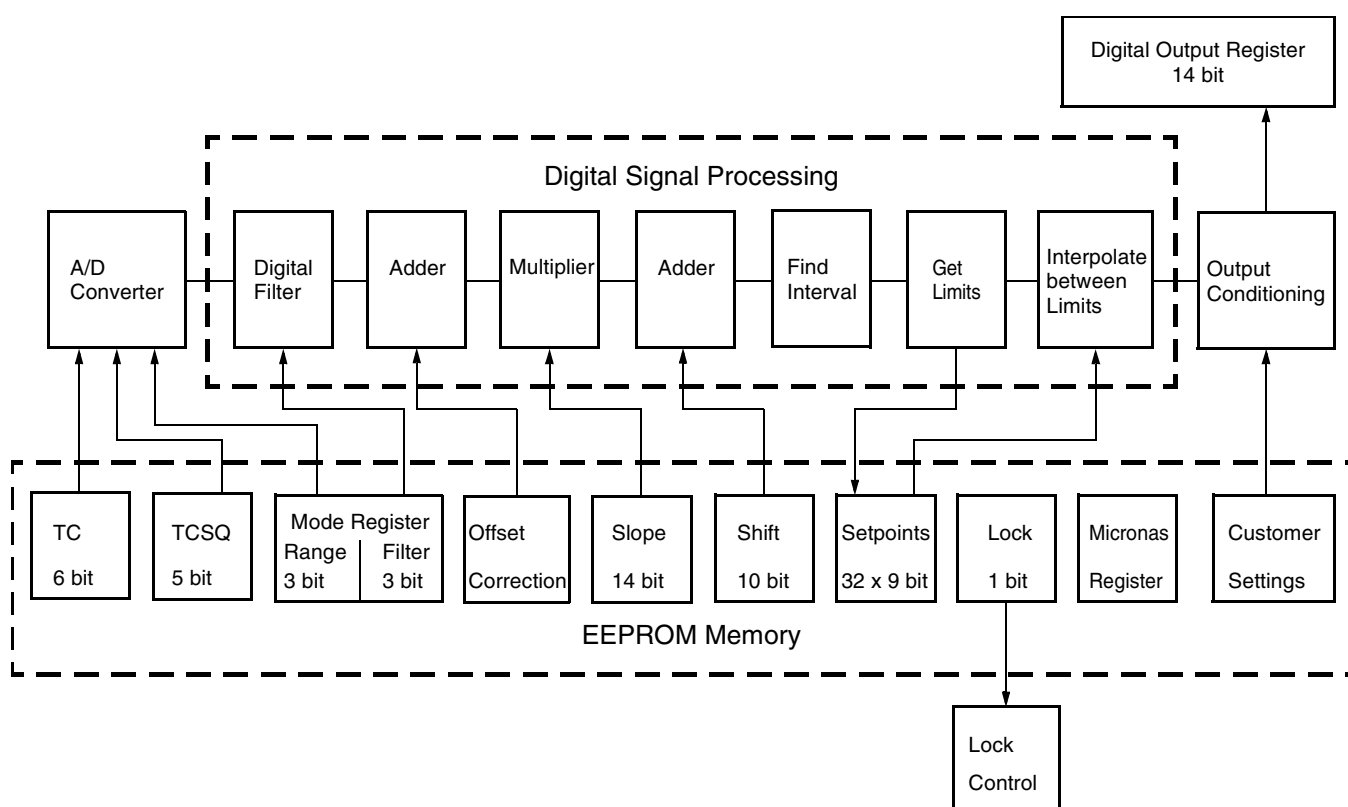 Digital Output Register
14 bit
Digital Signal Processing
A/D
Converter
Digital
Filter
Adder
Multiplier
Adder
Find
Interval
Get
Limits
Interpolate
between
Limits
Output
Conditioning
TC
6 bit
TCSQ
5 bit
Mode Register
Range
3 bit
Filter
3 bit
Offset
Correction
Slope
14 bit
Shift
10 bit
Setpoints
32 x 9 bit
Lock
1 bit
Micronas
Register
Customer
Settings
EEPROM Memory
Lock
Control